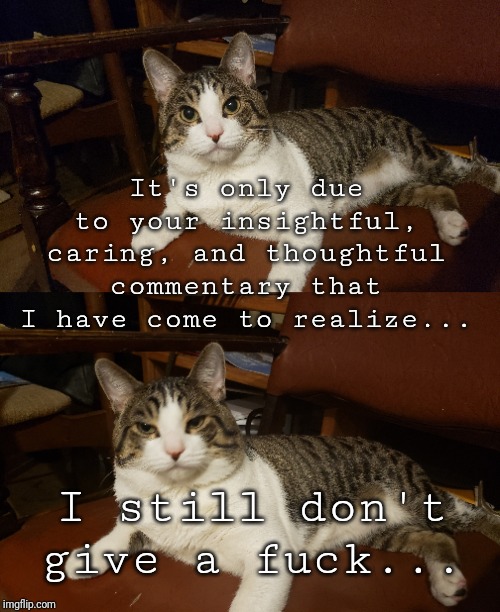 It's only due
to your insightful,
caring, and thoughtful
commentary that
I have come to realize...
I still don't
give a fuck...
imgflip.com